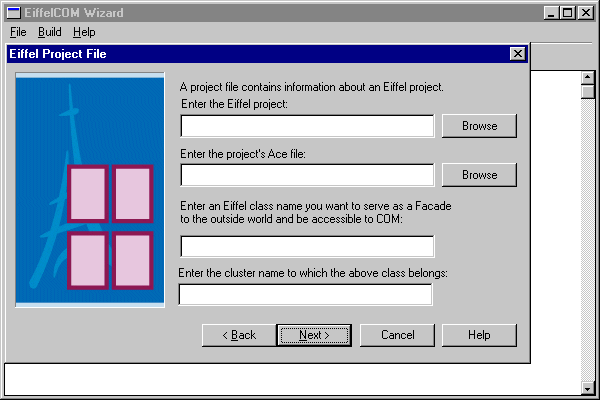 EiffelCOM Wizard
File Build Help
Eiffel Project File
A project file contains information about an Eiffel project.
Enter the Eiffel project:
Browse
Enter the project's Ace file:
Browse
Enter an Eiffel class name you want to serve as a Facade
to the outside world and be accessible to COM:
Enter the cluster name to which the above class belongs:
< Back Next > Cancel Help